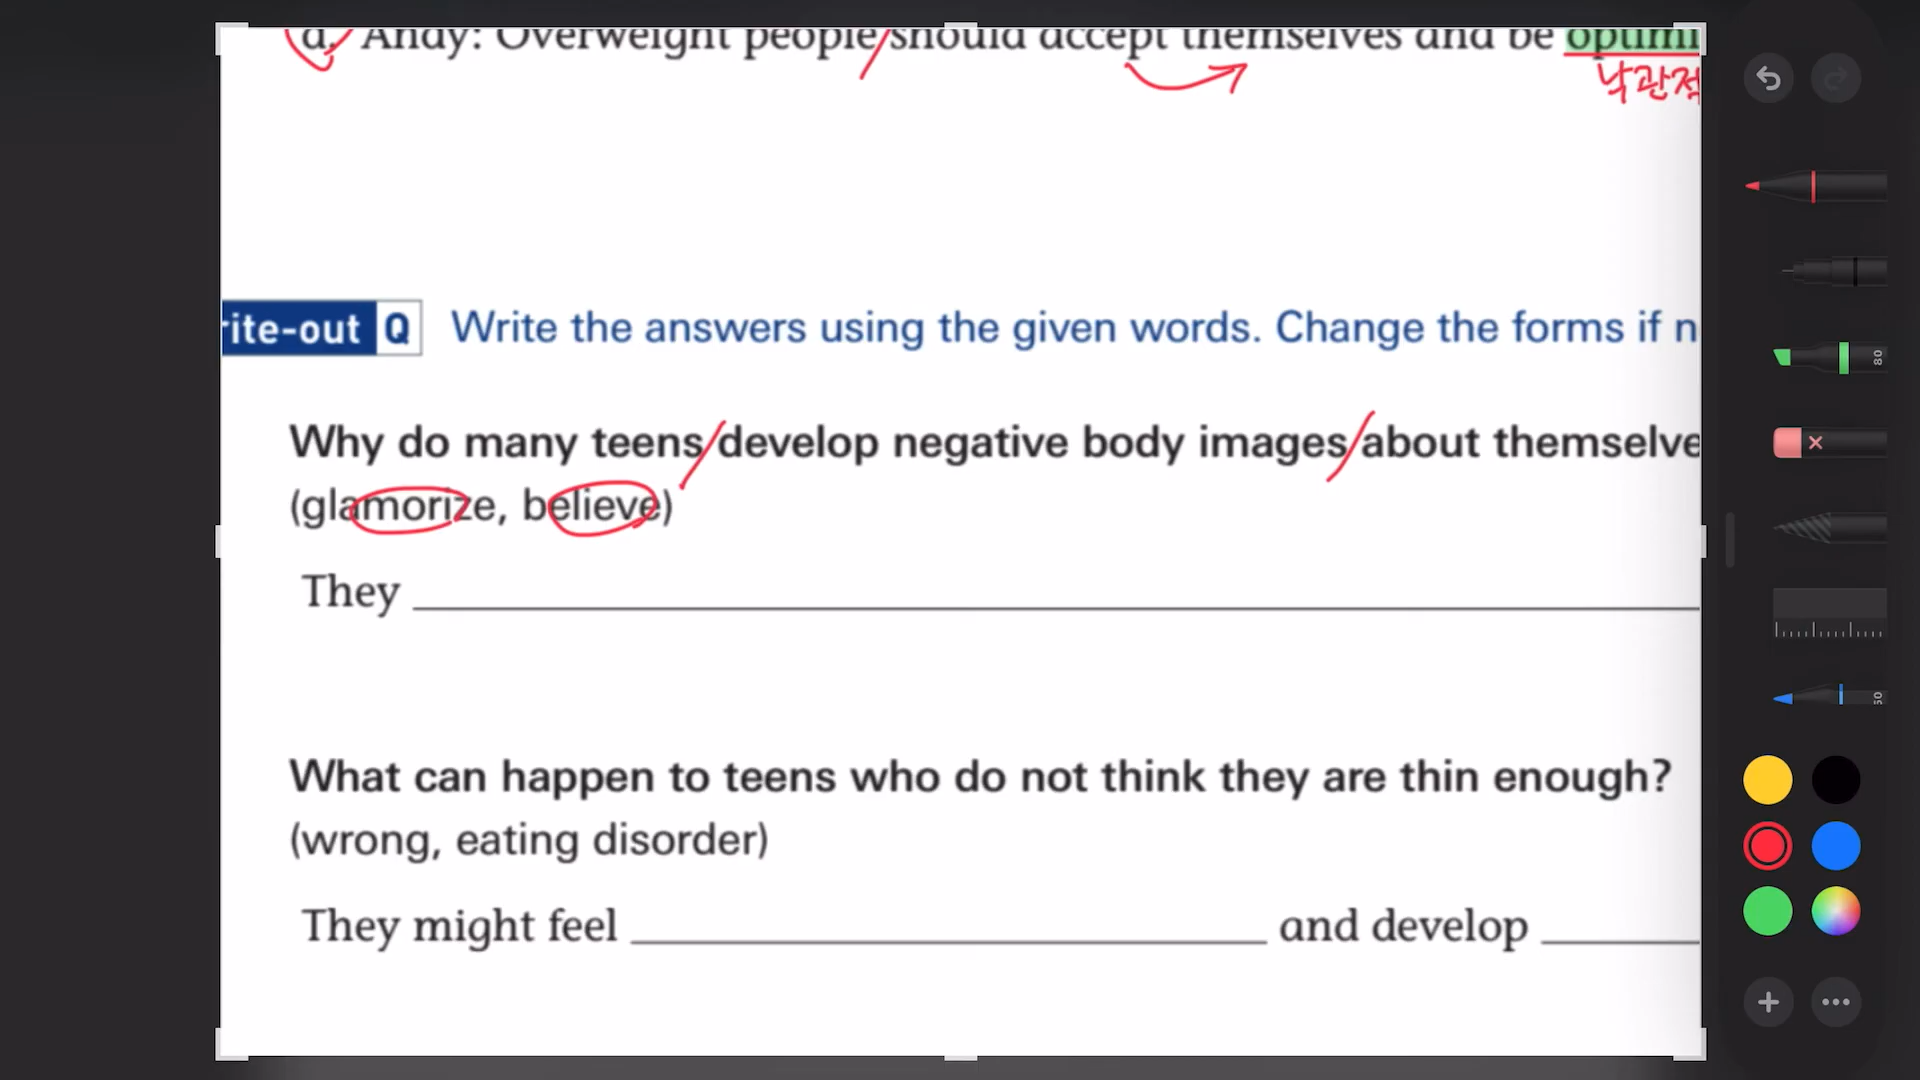 d. Andy: Overweight people should accept themselves and be optimi
낙관적
rite-out Q Write the answers using the given words. Change the forms if n
Why do many teens develop negative body images about themselve
(glamorize, believe)
They
What can happen to teens who do not think they are thin enough?
(wrong, eating disorder)
They might feel and develop
80
50